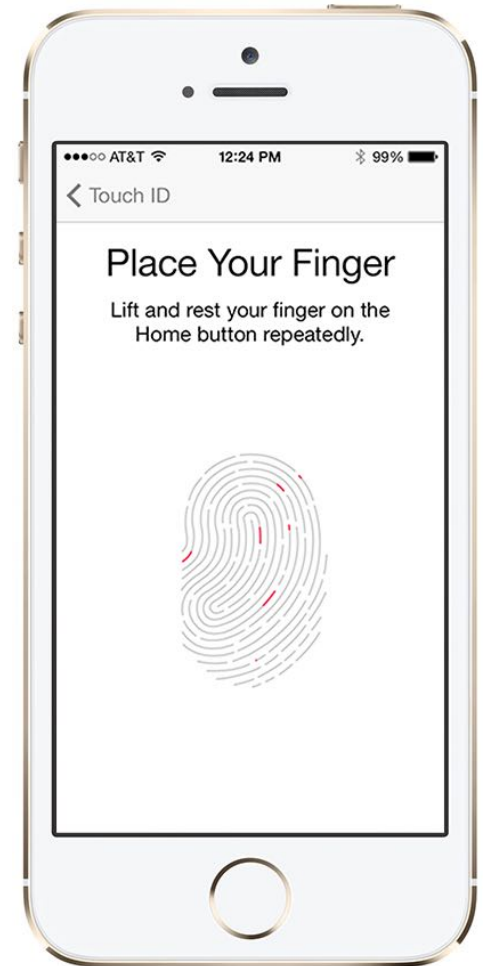 AT&T 12:24 PM 99%
Touch ID
Place Your Finger
Lift and rest your finger on the
Home button repeatedly.